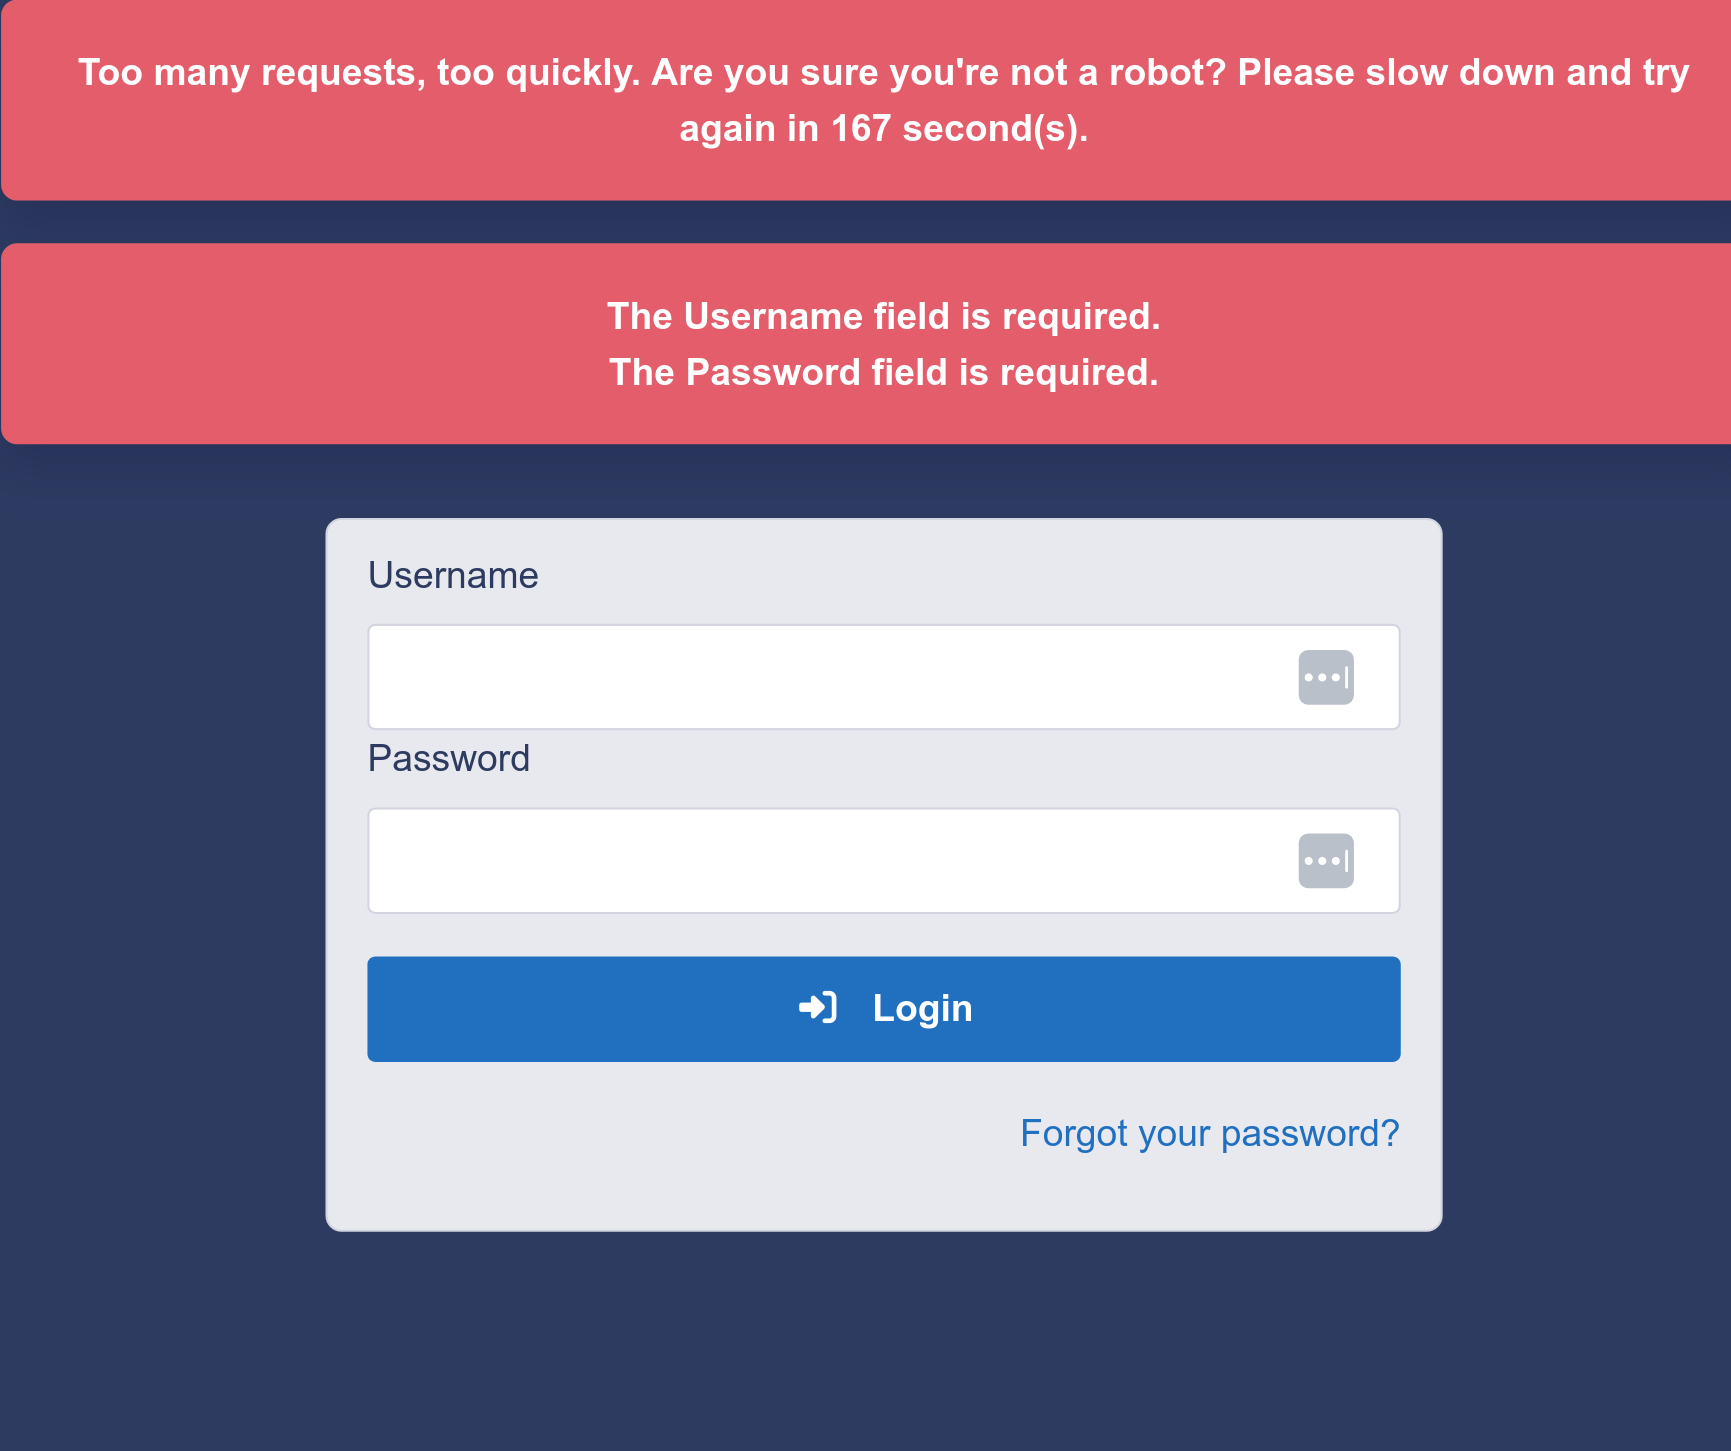 Too many requests, too quickly. Are you sure you're not a robot? Please slow down and try
again in 167 second(s).
The Username field is required.
The Password field is required.
Username
Password
Login
Forgot your password?